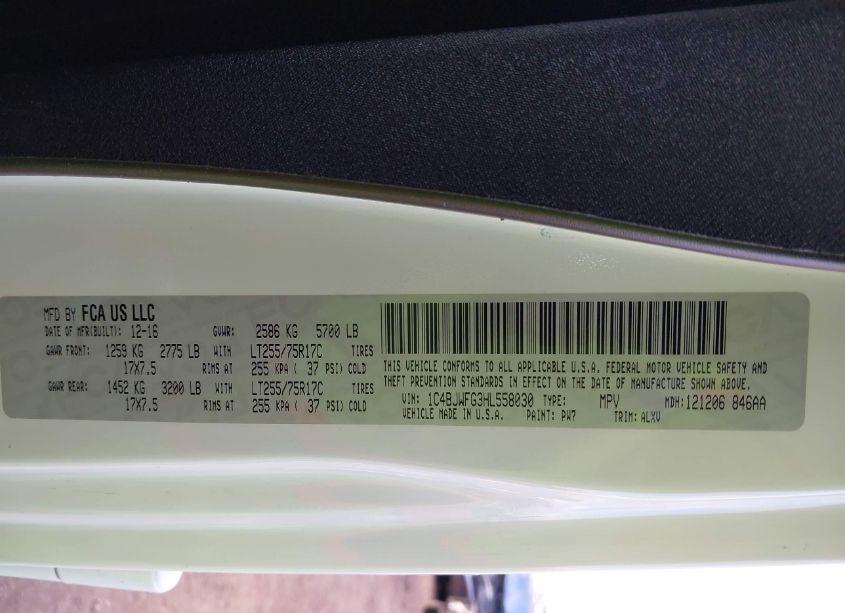 MFD BY FCA US LLC
DATE OF MFR(BUILT): 12-16 GVWR: 2586 KG 5700 LB
GAWR FRONT: 1259 KG 2775 LB WITH LT255/75R17C TIRES
17X7.5 RIMS AT 255 KPA ( 37 PSI) COLD
GAWR REAR: 1452 KG 3200 LB WITH LT255/75R17C TIRES
17X7.5 RIMS AT 255 KPA ( 37 PSI) COLD
THIS VEHICLE CONFORMS TO ALL APPLICABLE U.S.A. FEDERAL MOTOR VEHICLE SAFETY AND
THEFT PREVENTION STANDARDS IN EFFECT ON THE DATE OF MANUFACTURE SHOWN ABOVE.
VIN: 1C4BJWFG3HL558030 TYPE: MPV MDH: 121206 846AA
VEHICLE MADE IN U.S.A. PAINT: PW7 TRIM: ALXV